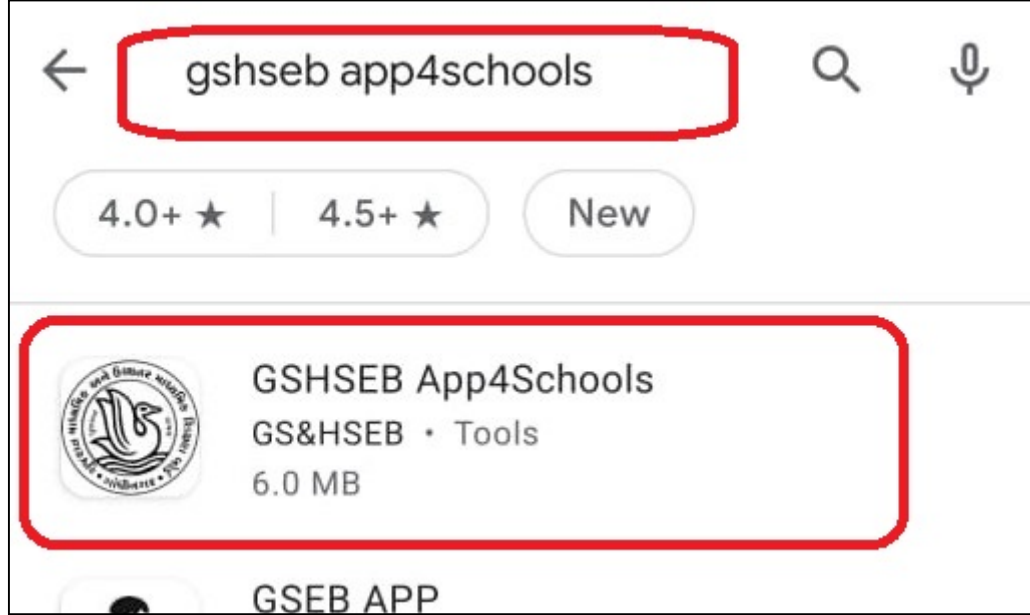 gshseb app4schools
4.0+ ★ 4.5+ ★ New
GSHSEB App4Schools
GS&HSEB • Tools
6.0 MB
GSEB APP